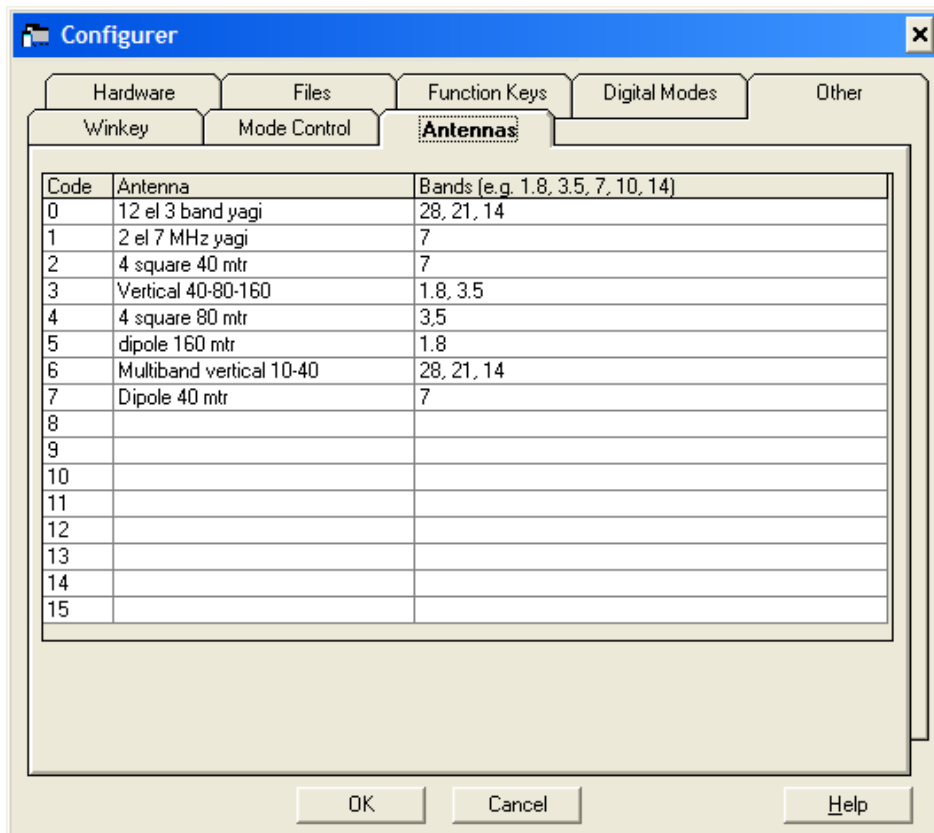 Configurer
Hardware Files Function Keys Digital Modes Other
Winkey Mode Control Antennas
Code Antenna Bands (e.g. 1.8, 3.5, 7, 10, 14)
0 12 el 3 band yagi 28, 21, 14
1 2 el 7 MHz yagi 7
2 4 square 40 mtr 7
3 Vertical 40-80-160 1.8, 3.5
4 4 square 80 mtr 3,5
5 dipole 160 mtr 1.8
6 Multiband vertical 10-40 28, 21, 14
7 Dipole 40 mtr 7
8
9
10
11
12
13
14
15
OK Cancel Help